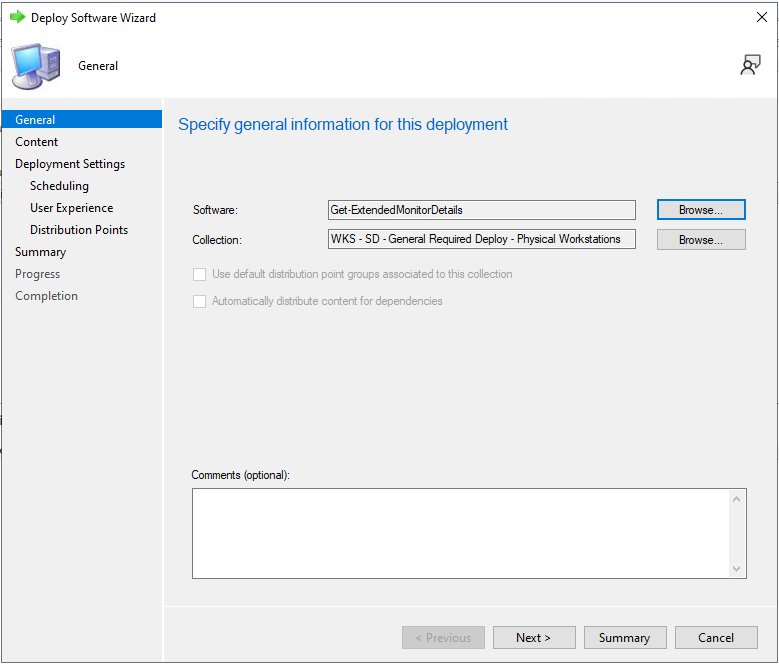 Deploy Software Wizard
General
General
Content
Deployment Settings
Scheduling
User Experience
Distribution Points
Summary
Progress
Completion
Specify general information for this deployment
Software: Get-ExtendedMonitorDetails Browse...
Collection: WKS - SD - General Required Deploy - Physical Workstations Browse...
Use default distribution point groups associated to this collection
Automatically distribute content for dependencies
Comments (optional):
< Previous Next > Summary Cancel